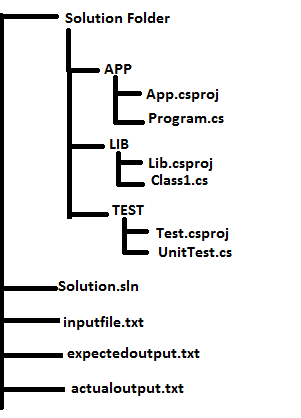 Solution Folder
APP
App.csproj
Program.cs
LIB
Lib.csproj
Class1.cs
TEST
Test.csproj
UnitTest.cs
Solution.sln
inputfile.txt
expectedoutput.txt
actualoutput.txt